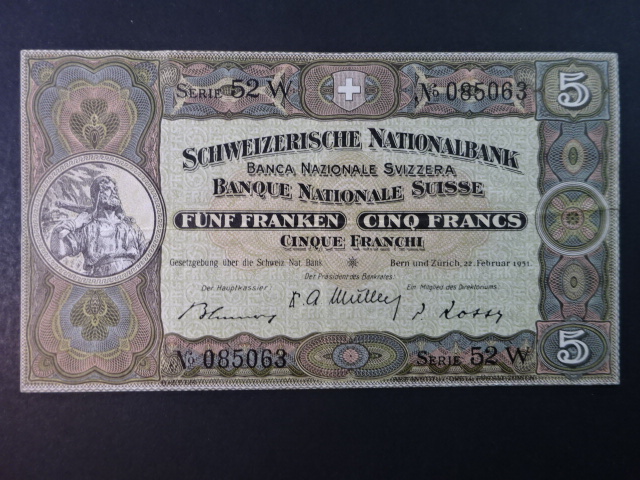 SERIE 52 W No 085063 5
SCHWEIZERISCHE NATIONALBANK
BANCA NAZIONALE SVIZZERA
BANQUE NATIONALE SUISSE
FÜNF FRANKEN CINQ FRANCS
CINQUE FRANCHI
Gesetzgebung über die Schweiz. Nat. Bank. Bern und Zürich, 22. Februar 1951.
Der Präsident des Bankrates:
Der Hauptkassier: Ein Mitglied des Direktoriums:
A Müller P. Rossy
No 085063 SERIE 52 W 5